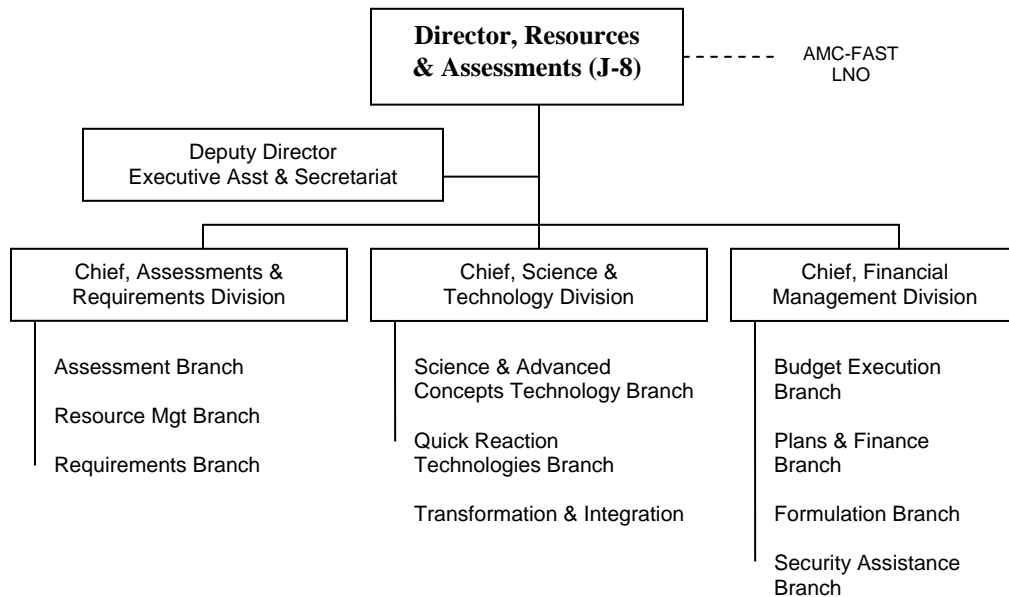 Director, Resources
& Assessments (J-8)
AMC-FAST
LNO
Deputy Director
Executive Asst & Secretariat
Chief, Assessments &
Requirements Division
Assessment Branch
Resource Mgt Branch
Requirements Branch
Chief, Science &
Technology Division
Science & Advanced
Concepts Technology Branch
Quick Reaction
Technologies Branch
Transformation & Integration
Chief, Financial
Management Division
Budget Execution
Branch
Plans & Finance
Branch
Formulation Branch
Security Assistance
Branch